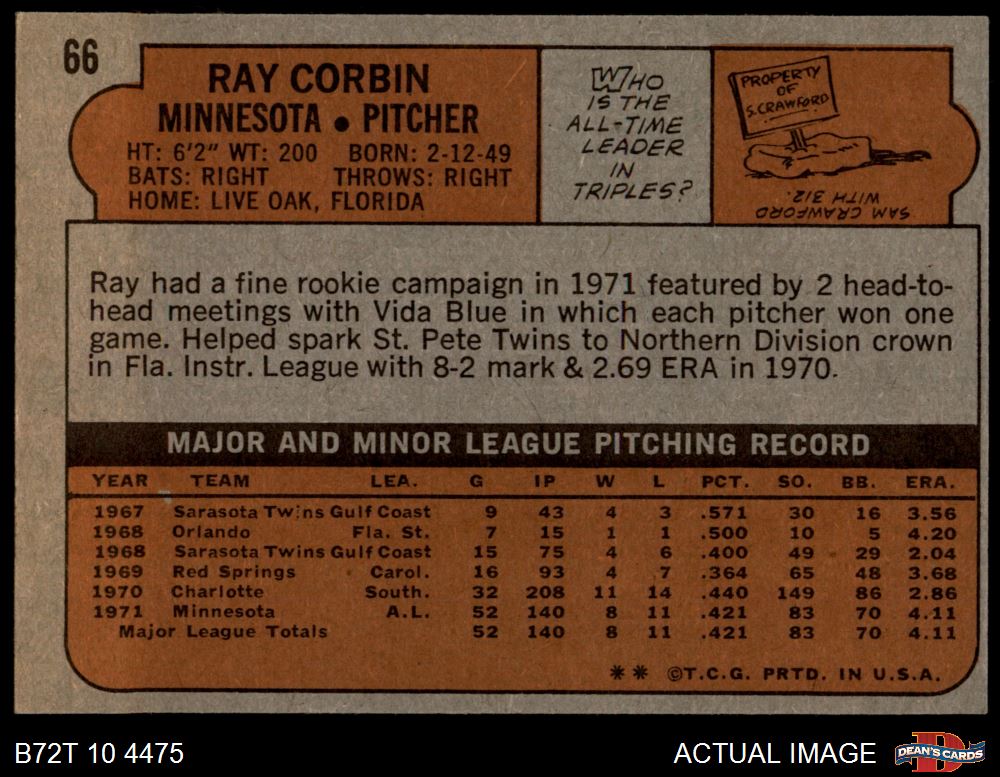 66
RAY CORBIN
MINNESOTA • PITCHER
HT: 6'2" WT: 200 BORN: 2-12-49
BATS: RIGHT THROWS: RIGHT
HOME: LIVE OAK, FLORIDA
WHO
IS THE
ALL-TIME
LEADER
IN
TRIPLES?
PROPERTY
OF
S.CRAWFORD
SAM CRAWFORD WAS
WITH 312.
Ray had a fine rookie campaign in 1971 featured by 2 head-to-
head meetings with Vida Blue in which each pitcher won one
game. Helped spark St. Pete Twins to Northern Division crown
in Fla. Instr. League with 8-2 mark & 2.69 ERA in 1970.
MAJOR AND MINOR LEAGUE PITCHING RECORD
YEAR TEAM LEA. G IP W L PCT. SO. BB. ERA.
1967 Sarasota Twins Gulf Coast 9 43 4 3 .571 30 16 3.56
1968 Orlando Fla. St. 7 15 1 1 .500 10 5 4.20
1968 Sarasota Twins Gulf Coast 15 75 4 6 .400 49 29 2.04
1969 Red Springs Carol. 16 93 4 7 .364 65 48 3.68
1970 Charlotte South. 32 208 11 14 .440 149 86 2.86
1971 Minnesota A.L. 52 140 8 11 .421 83 70 4.11
Major League Totals 52 140 8 11 .421 83 70 4.11
** ©T.C.G. PRTD. IN U.S.A.
B72T 10 4475
ACTUAL IMAGE
D
DEAN'S CARDS